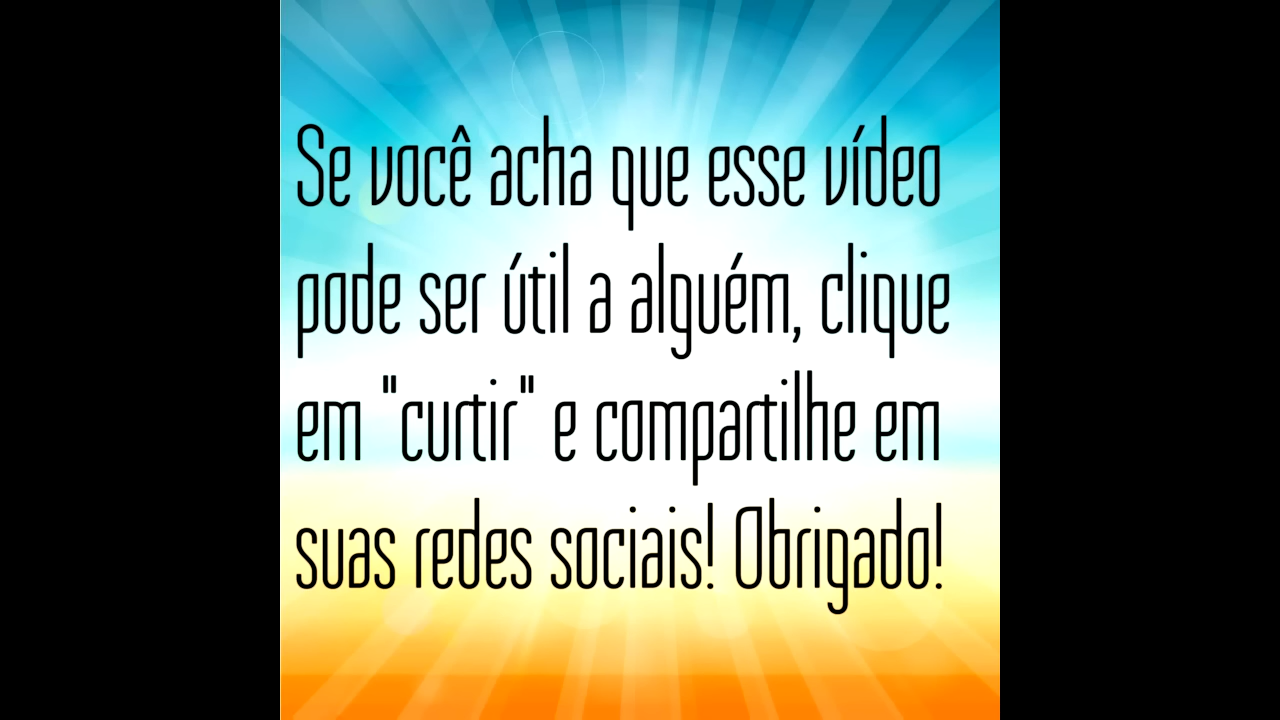 Se você acha que esse vídeo
pode ser útil a alguém, clique
em "curtir" e compartilhe em
suas redes sociais! Obrigado!